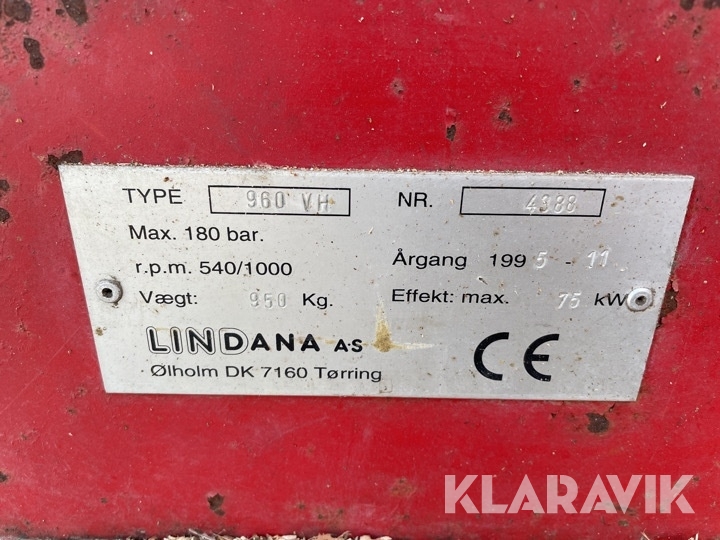 TYPE 960 VH NR. 4388
Max. 180 bar.
r.p.m. 540/1000 Årgang 1995 - 11
Vægt: 950 Kg. Effekt: max. 75 kW
LINDANA A·S CE
Ølholm DK 7160 Tørring
KLARAVIK